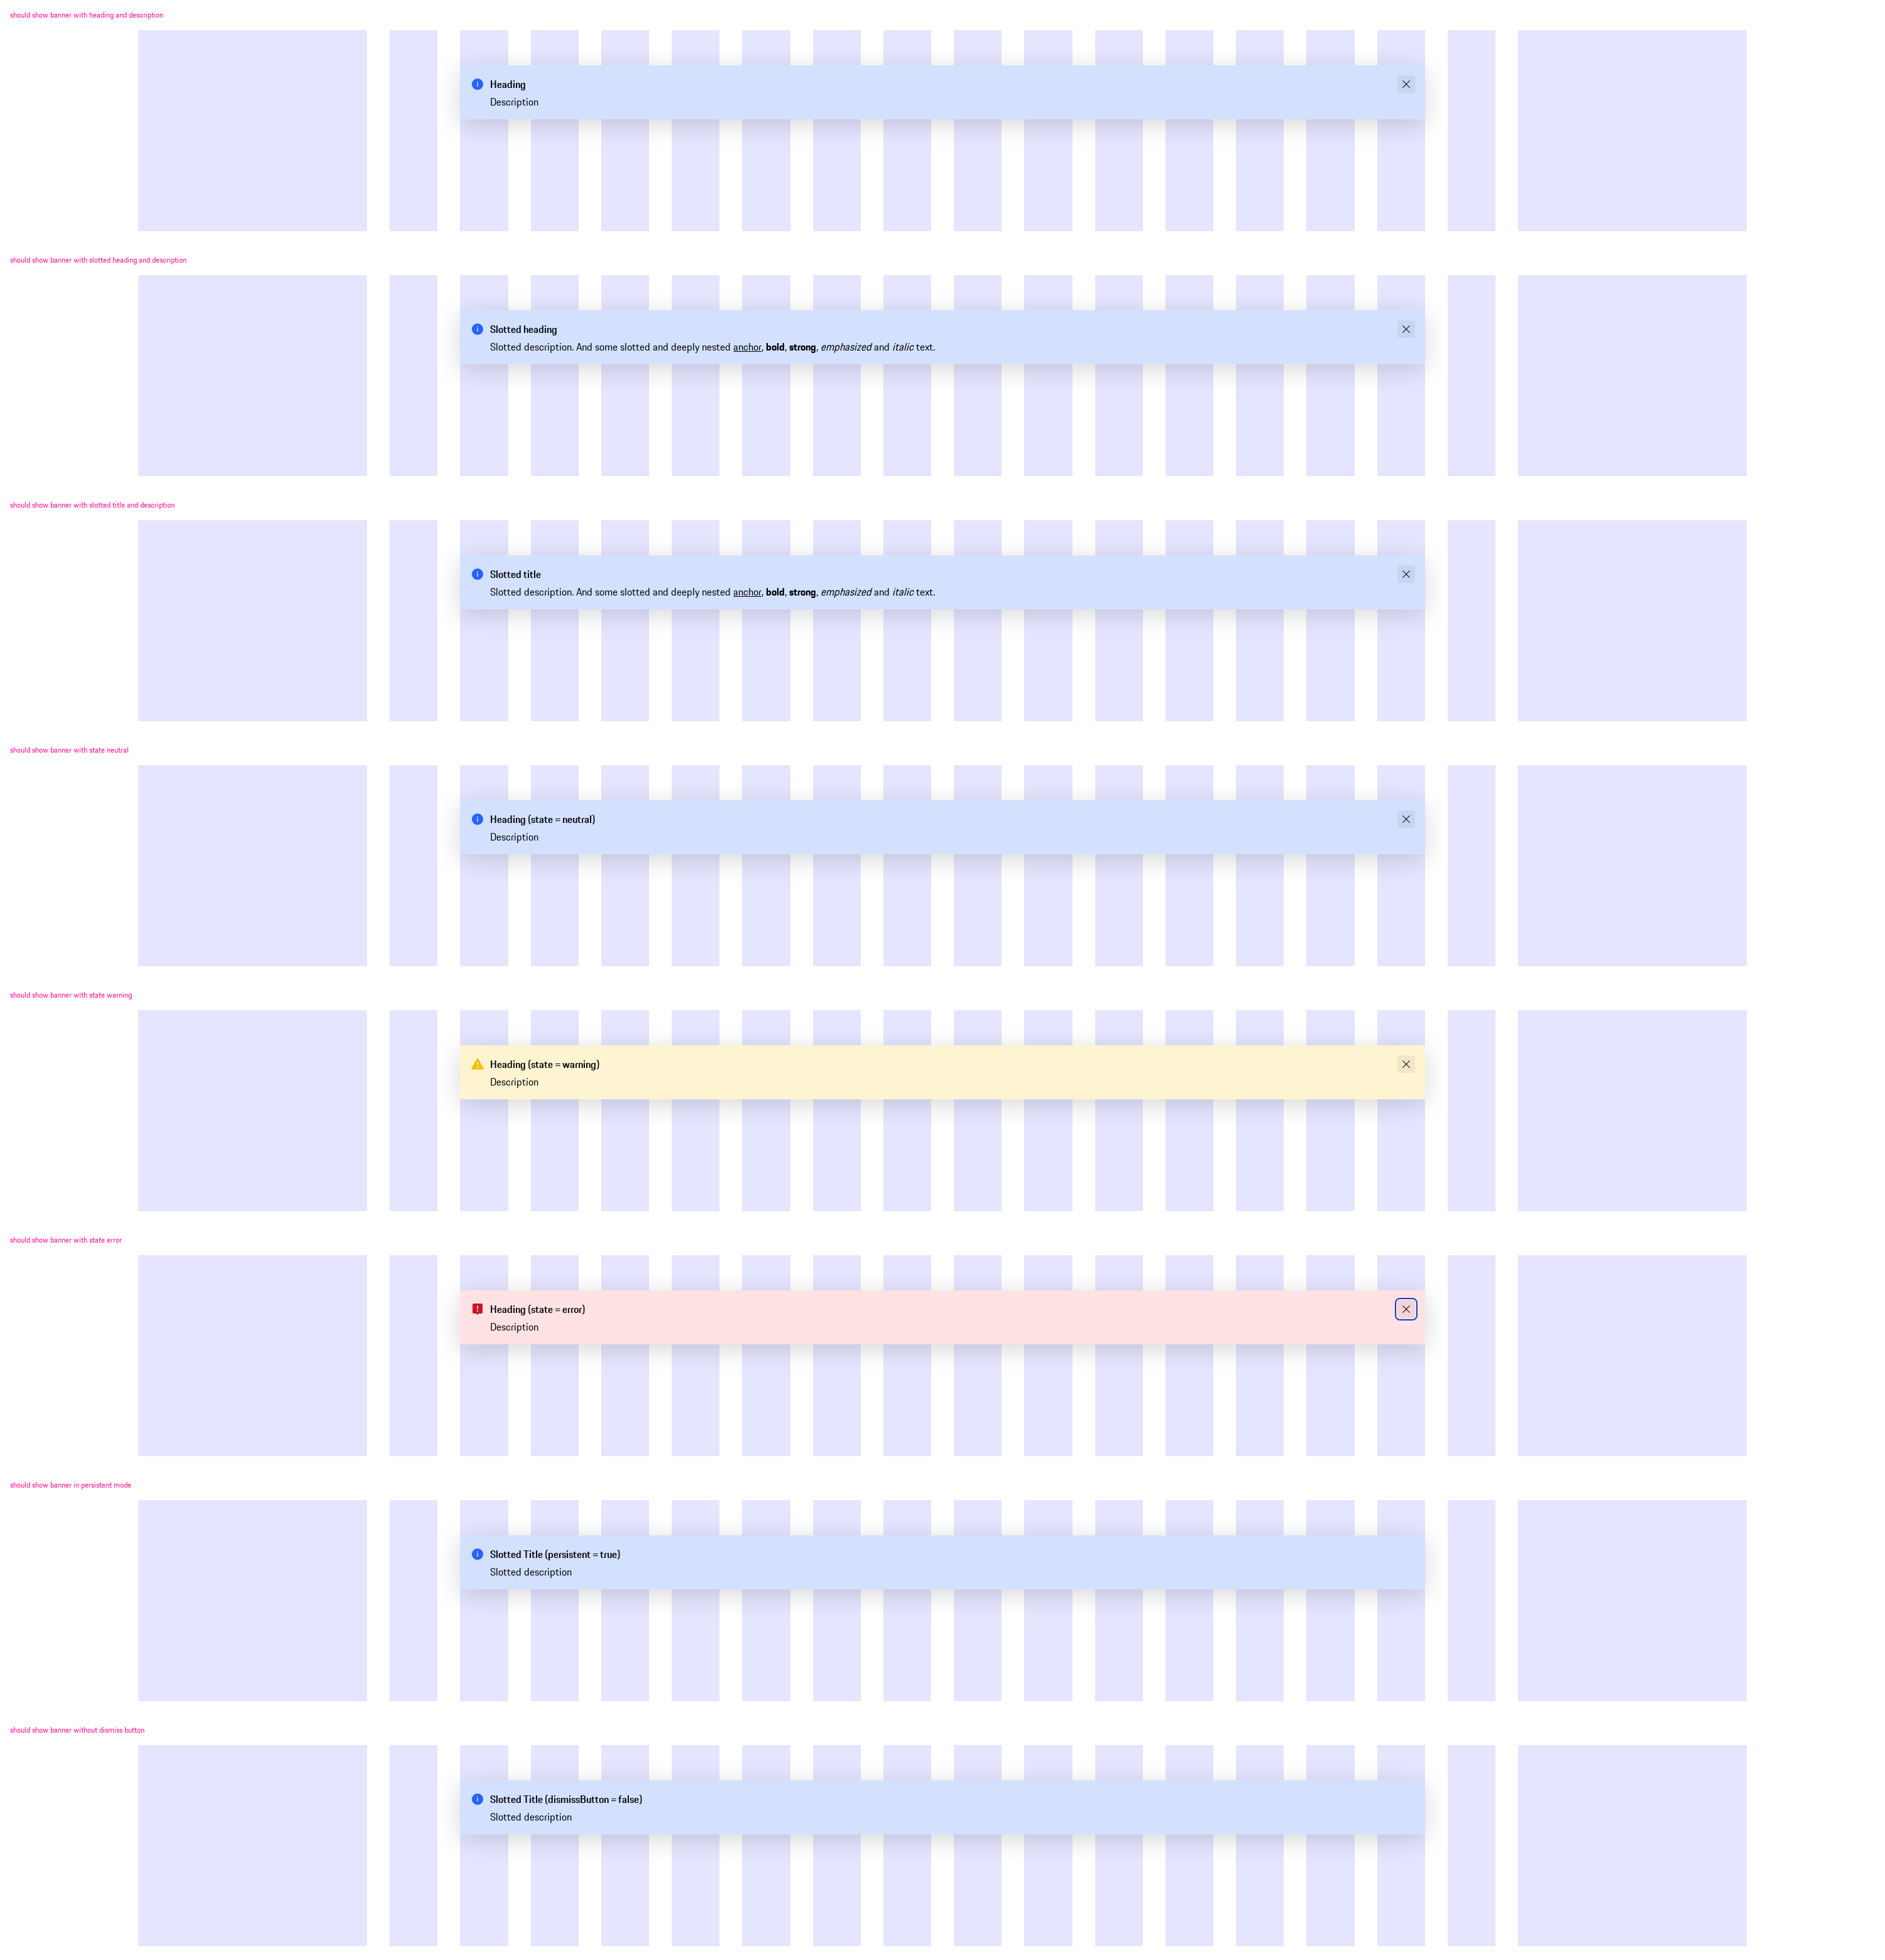 should show banner with heading and description
Heading
Description
should show banner with slotted heading and description
Slotted heading
Slotted description. And some slotted and deeply nested anchor, bold, strong, emphasized and italic text.
should show banner with slotted title and description
Slotted title
Slotted description. And some slotted and deeply nested anchor, bold, strong, emphasized and italic text.
should show banner with state neutral
Heading (state = neutral)
Description
should show banner with state warning
Heading (state = warning)
Description
should show banner with state error
Heading (state = error)
Description
should show banner in persistent mode
Slotted Title (persistent = true)
Slotted description
should show banner without dismiss button
Slotted Title (dismissButton = false)
Slotted description